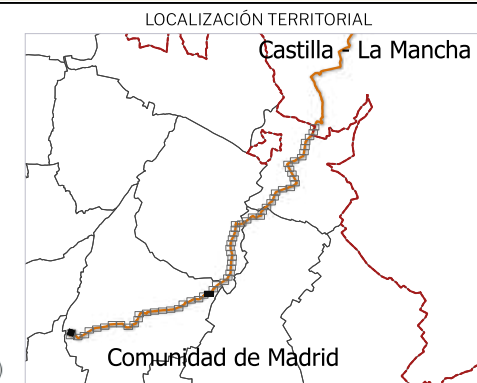 LOCALIZACIÓN TERRITORIAL
Castilla - La Mancha
Comunidad de Madrid